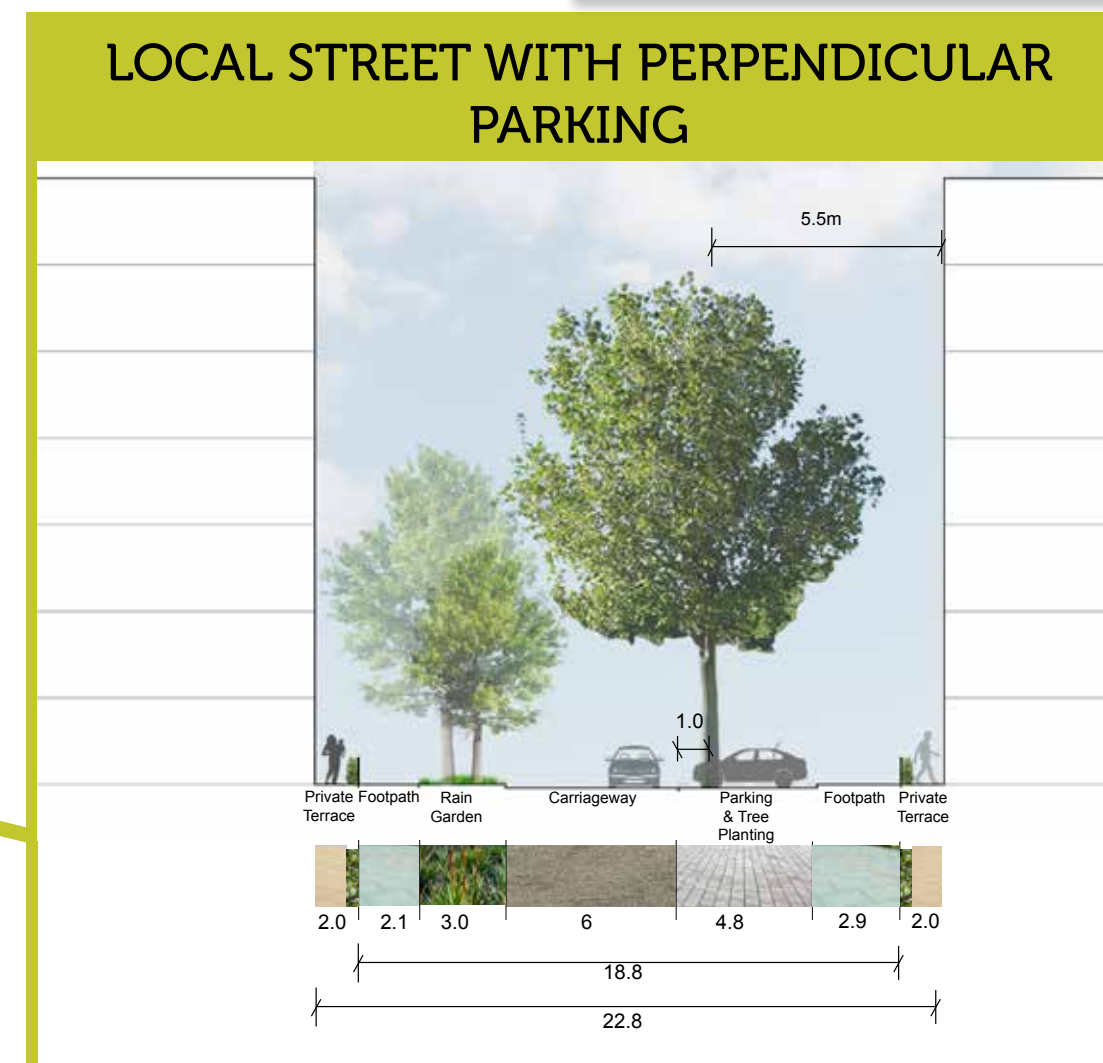 LOCAL STREET WITH PERPENDICULAR
PARKING
5.5m
1.0
Private Footpath Rain Carriageway Parking Footpath Private
Terrace Garden & Tree Terrace
Planting
2.0 2.1 3.0 6 4.8 2.9 2.0
18.8
22.8